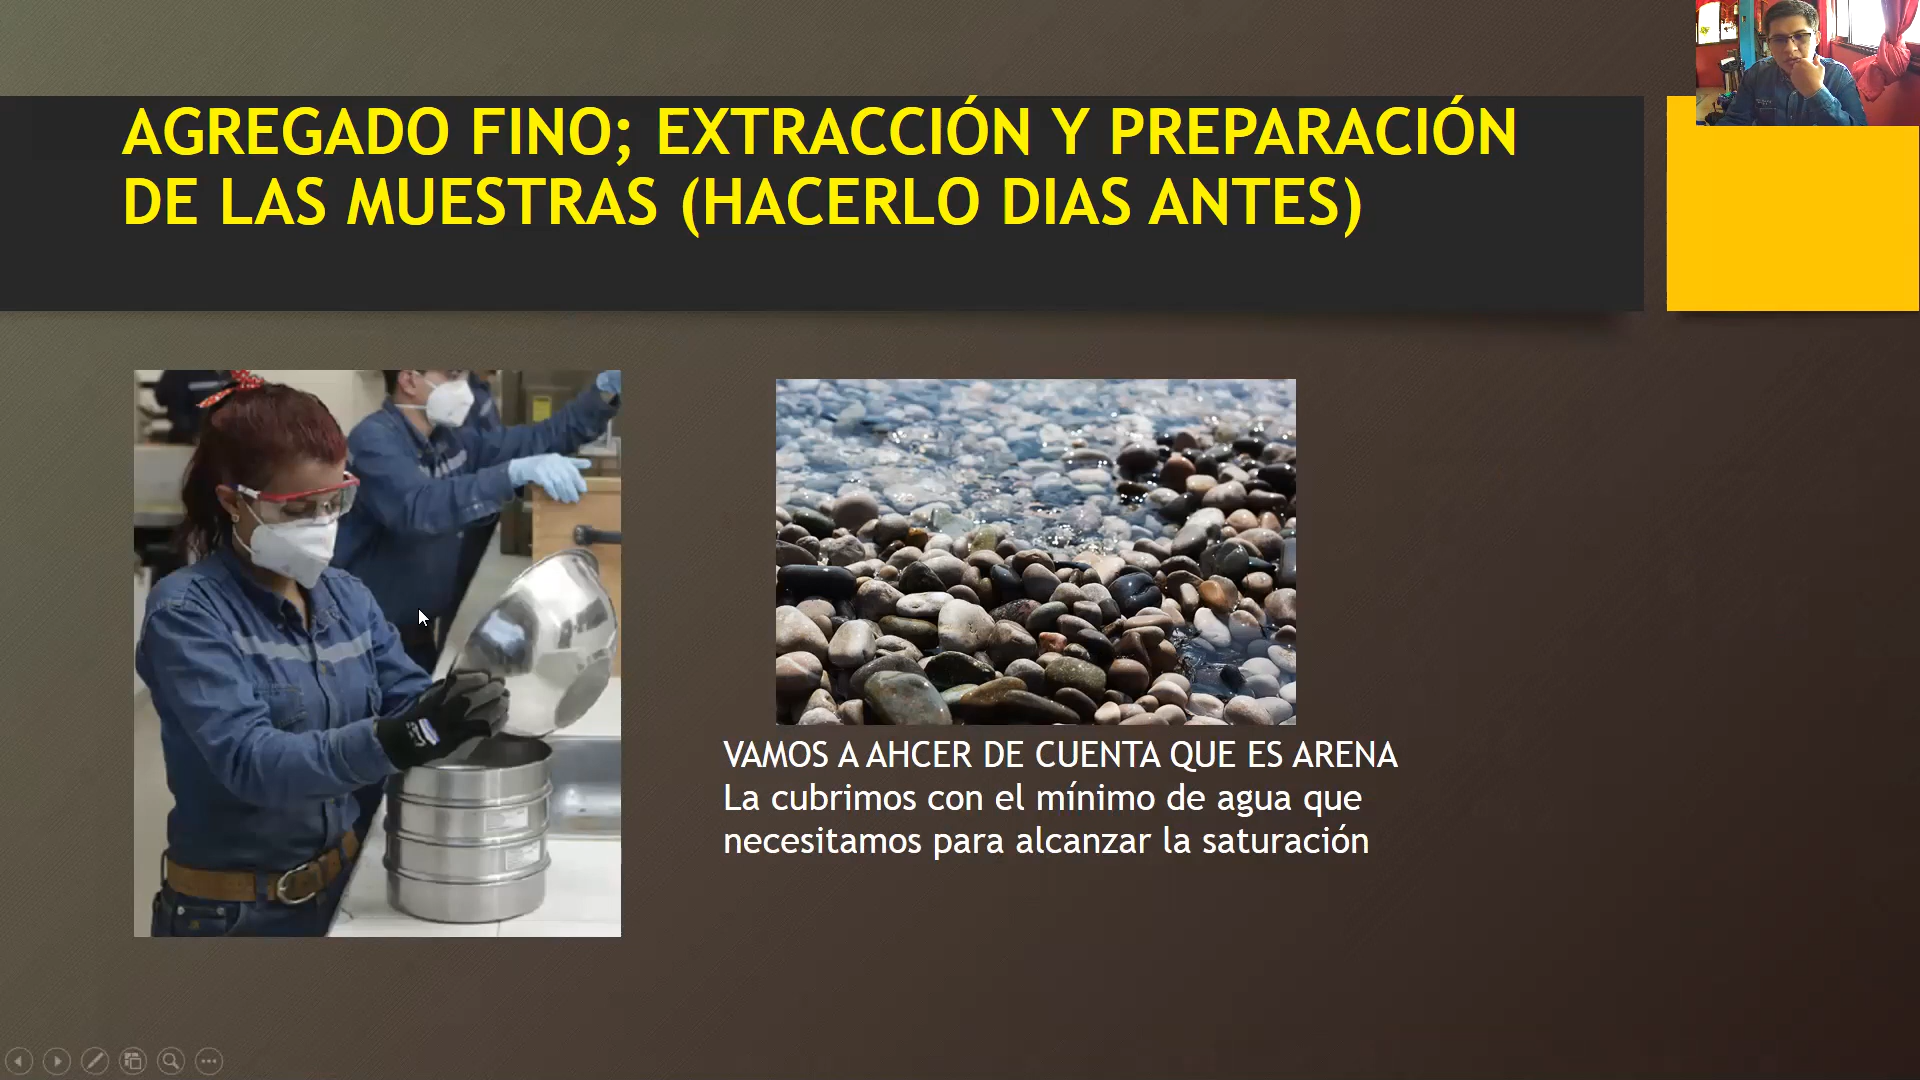 AGREGADO FINO; EXTRACCIÓN Y PREPARACIÓN
DE LAS MUESTRAS (HACERLO DIAS ANTES)
VAMOS A AHCER DE CUENTA QUE ES ARENA
La cubrimos con el mínimo de agua que
necesitamos para alcanzar la saturación